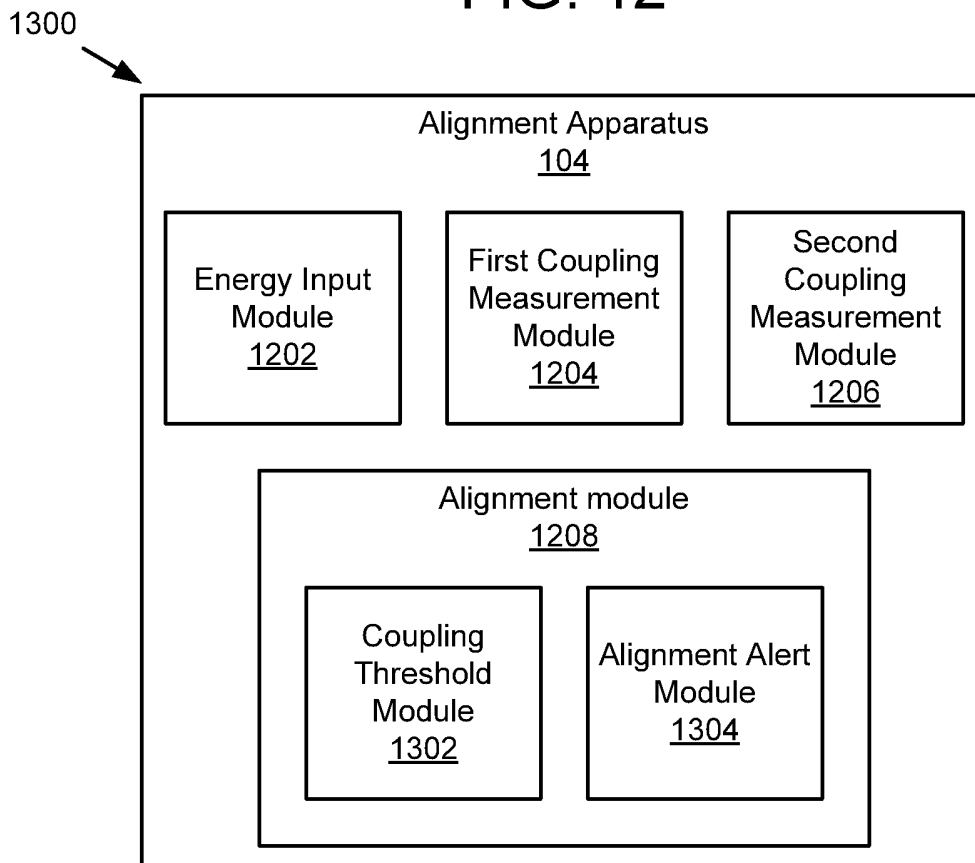 FIG. 12
1300
Alignment Apparatus
104
Energy Input
Module
1202
First Coupling
Measurement
Module
1204
Second
Coupling
Measurement
Module
1206
Alignment module
1208
Coupling
Threshold
Module
1302
Alignment Alert
Module
1304